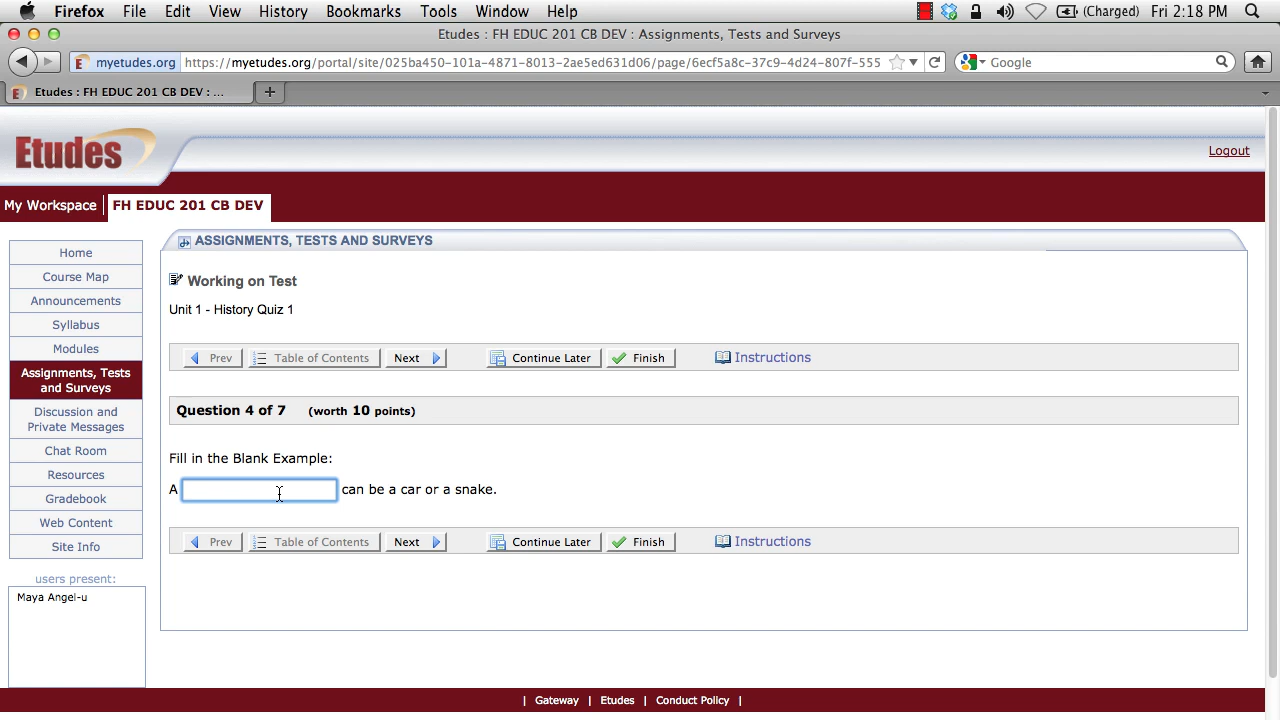 Firefox File Edit View History Bookmarks Tools Window Help (Charged) Fri 2:18 PM
Etudes : FH EDUC 201 CB DEV : Assignments, Tests and Surveys
myetudes.org https://myetudes.org/portal/site/025ba450-101a-4871-8013-2ae5ed631d06/page/66f5a8c-37c9-4d24-807f-555 Google
Etudes : FH EDUC 201 CB DEV : ...
Etudes
Logout
My Workspace FH EDUC 201 CB DEV
ASSIGNMENTS, TESTS AND SURVEYS
Home
Course Map
Announcements
Syllabus
Modules
Assignments, Tests
and Surveys
Discussion and
Private Messages
Chat Room
Resources
Gradebook
Web Content
Site Info
users present:
Maya Angel-u
Working on Test
Unit 1 - History Quiz 1
Prev Table of Contents Next Continue Later Finish Instructions
Question 4 of 7 (worth 10 points)
Fill in the Blank Example:
A can be a car or a snake.
Prev Table of Contents Next Continue Later Finish Instructions
| Gateway | Etudes | Conduct Policy |